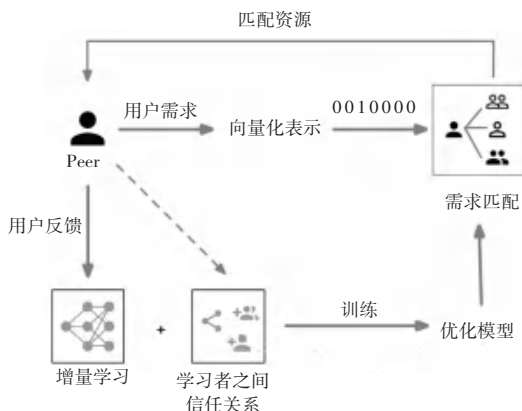 匹配资源
用户需求
向量化表示
0010000
Peer
需求匹配
用户反馈
+
训练
优化模型
增量学习
学习者之间
信任关系